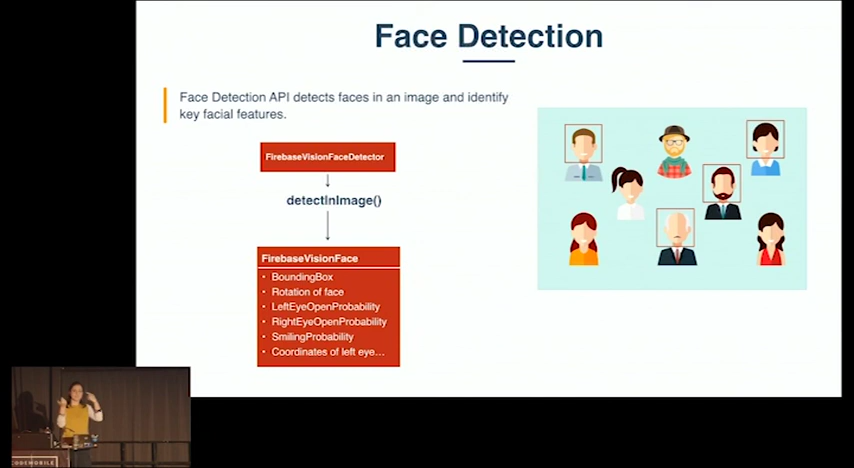 Face Detection
Face Detection API detects faces in an image and identify
key facial features.
FirebaseVisionFaceDetector
detectInImage()
FirebaseVisionFace
• BoundingBox
• Rotation of face
• LeftEyeOpenProbability
• RightEyeOpenProbability
• SmilingProbability
• Coordinates of left eye...
CODEMOBILE